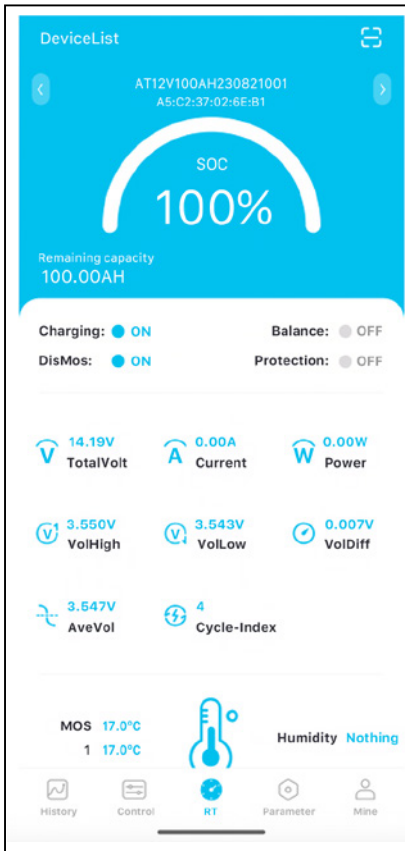 DeviceList
AT12V100AH230821001
A5:C2:37:02:6E:B1
SOC
100%
Remaining capacity
100.00AH
Charging: ON Balance: OFF
DisMos: ON Protection: OFF
14.19V 0.00A 0.00W
V TotalVolt A Current W Power
3.550V 3.543V 0.007V
V VolHigh V VolLow VolDiff
3.547V 4
AveVol Cycle-Index
MOS 17.0°C
Humidity Nothing
1 17.0°C
History Control RT Parameter Mine